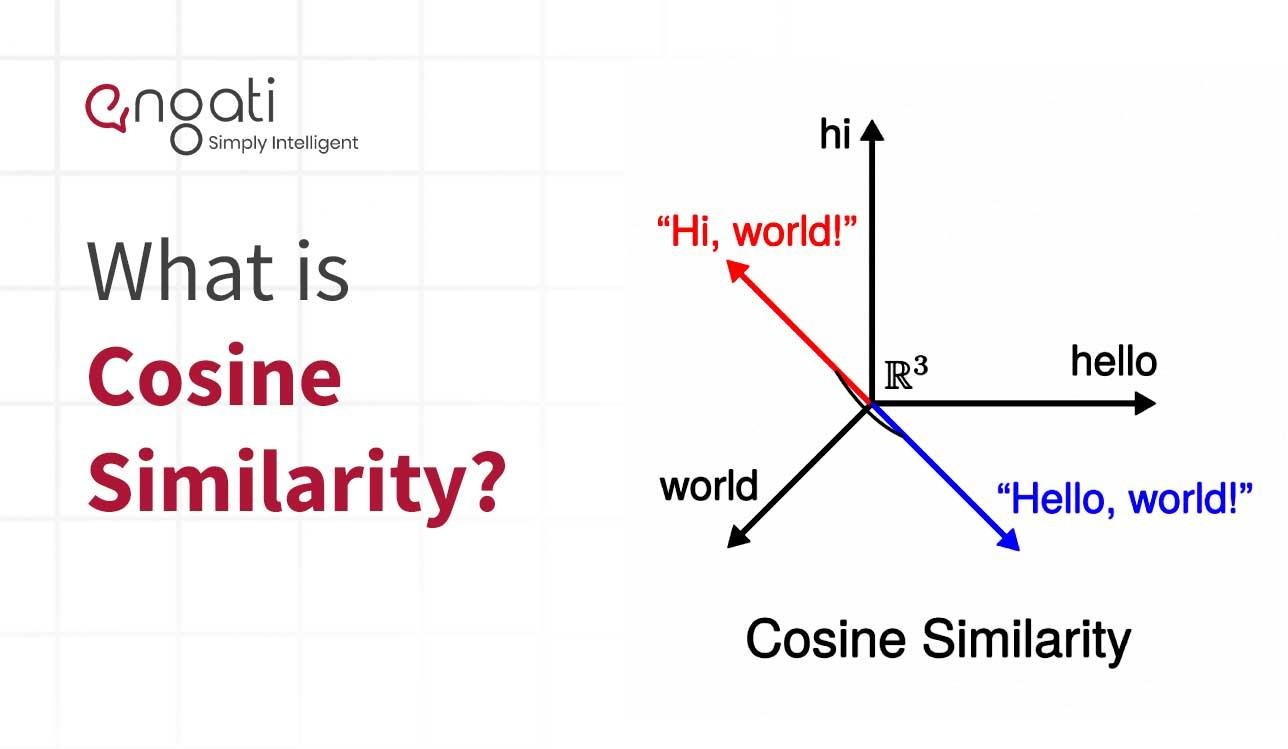 engati
Simply Intelligent
What is
Cosine
Similarity?
hi
“Hi, world!”
ℝ³
hello
world
“Hello, world!”
Cosine Similarity